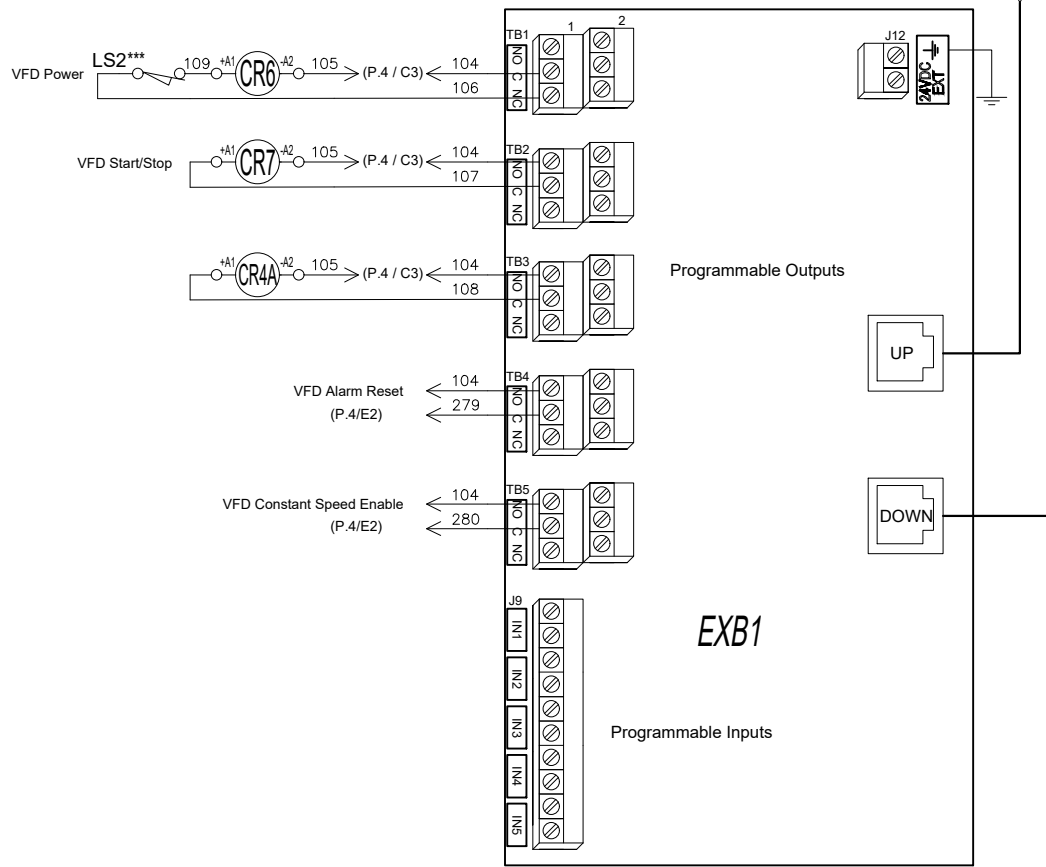 1 2
TB1
NO C NC
LS2*** 109 +A1 CR6 -A2 105 (P.4 / C3) 104
VFD Power
106
J12
24VDC EXT
TB2
NO C NC
+A1 CR7 -A2 105 (P.4 / C3) 104
VFD Start/Stop
107
TB3
NO C NC
+A1 CR4A -A2 105 (P.4 / C3) 104
108
Programmable Outputs
UP
TB4
NO C NC
VFD Alarm Reset 104
(P.4/E2) 279
TB5
NO C NC
VFD Constant Speed Enable 104
(P.4/E2) 280
DOWN
J9
IN1
IN2
IN3
IN4
IN5
EXB1
Programmable Inputs